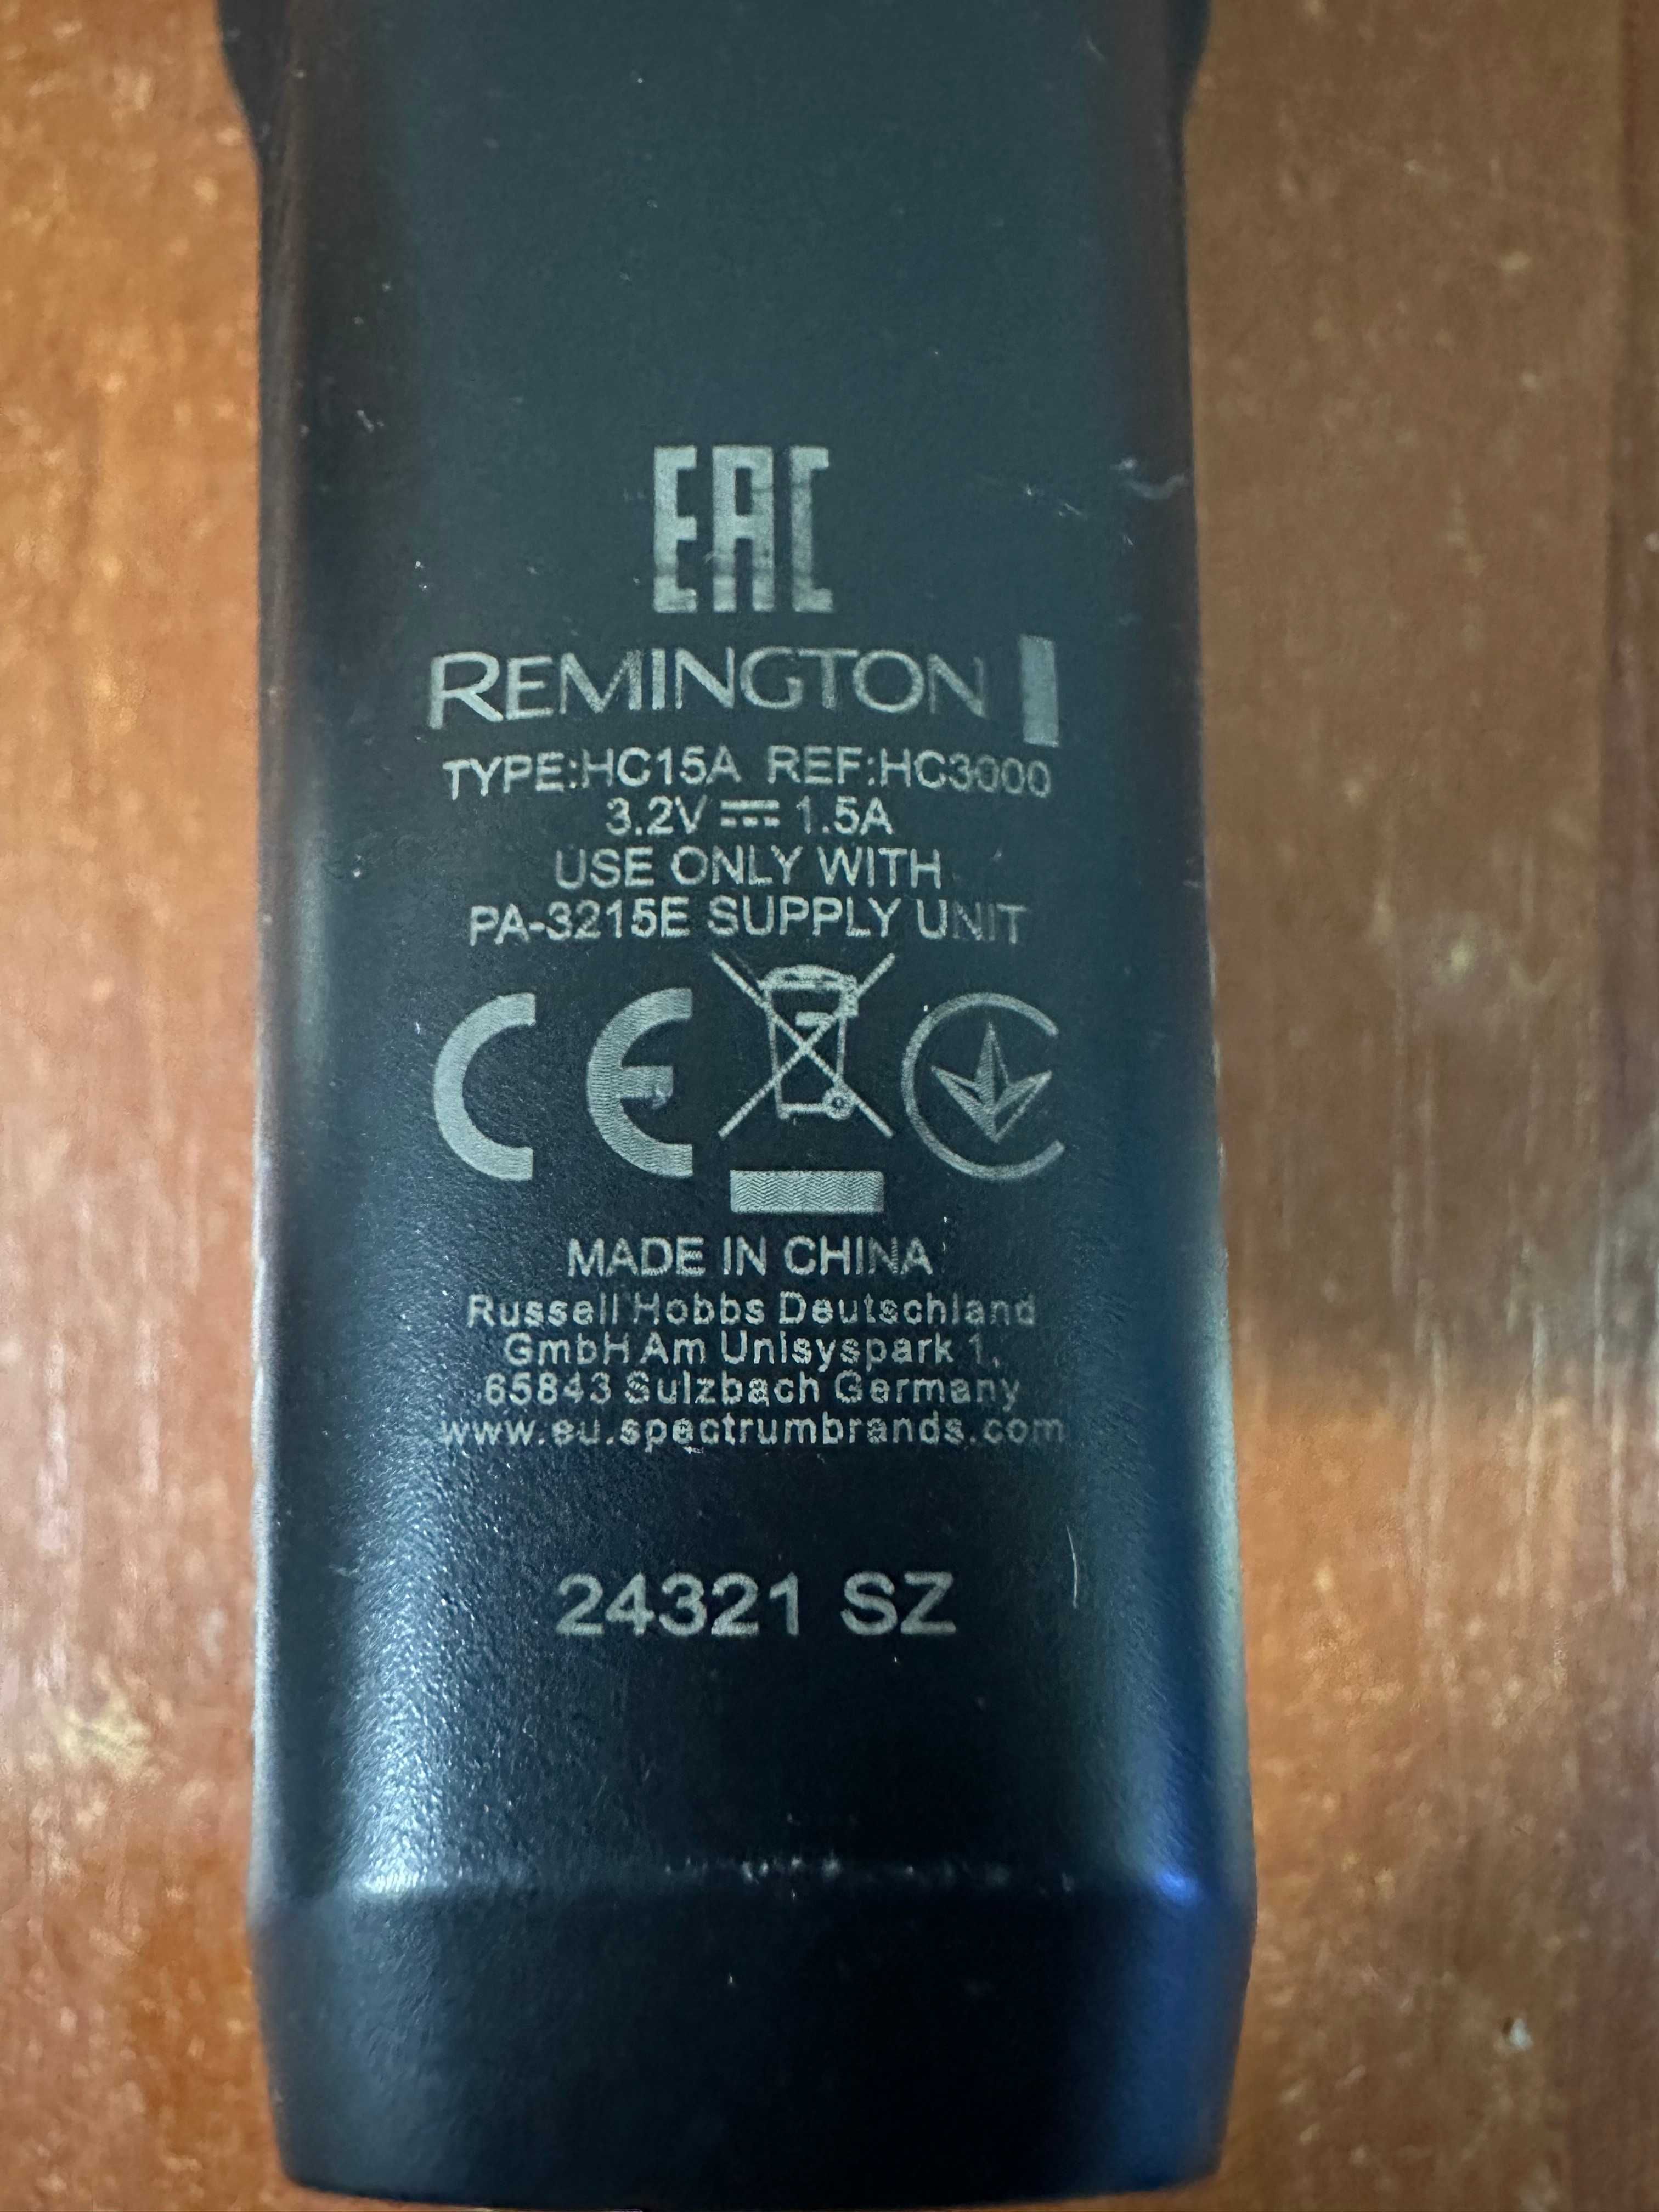 EAC
REMINGTON
TYPE:HC15A REF:HC3000
3.2V ⎓ 1.5A
USE ONLY WITH
PA-3215E SUPPLY UNIT
CE
MADE IN CHINA
Russell Hobbs Deutschland
GmbH Am Unisyspark 1,
65843 Sulzbach Germany
www.eu.spectrumbrands.com
24321 SZ